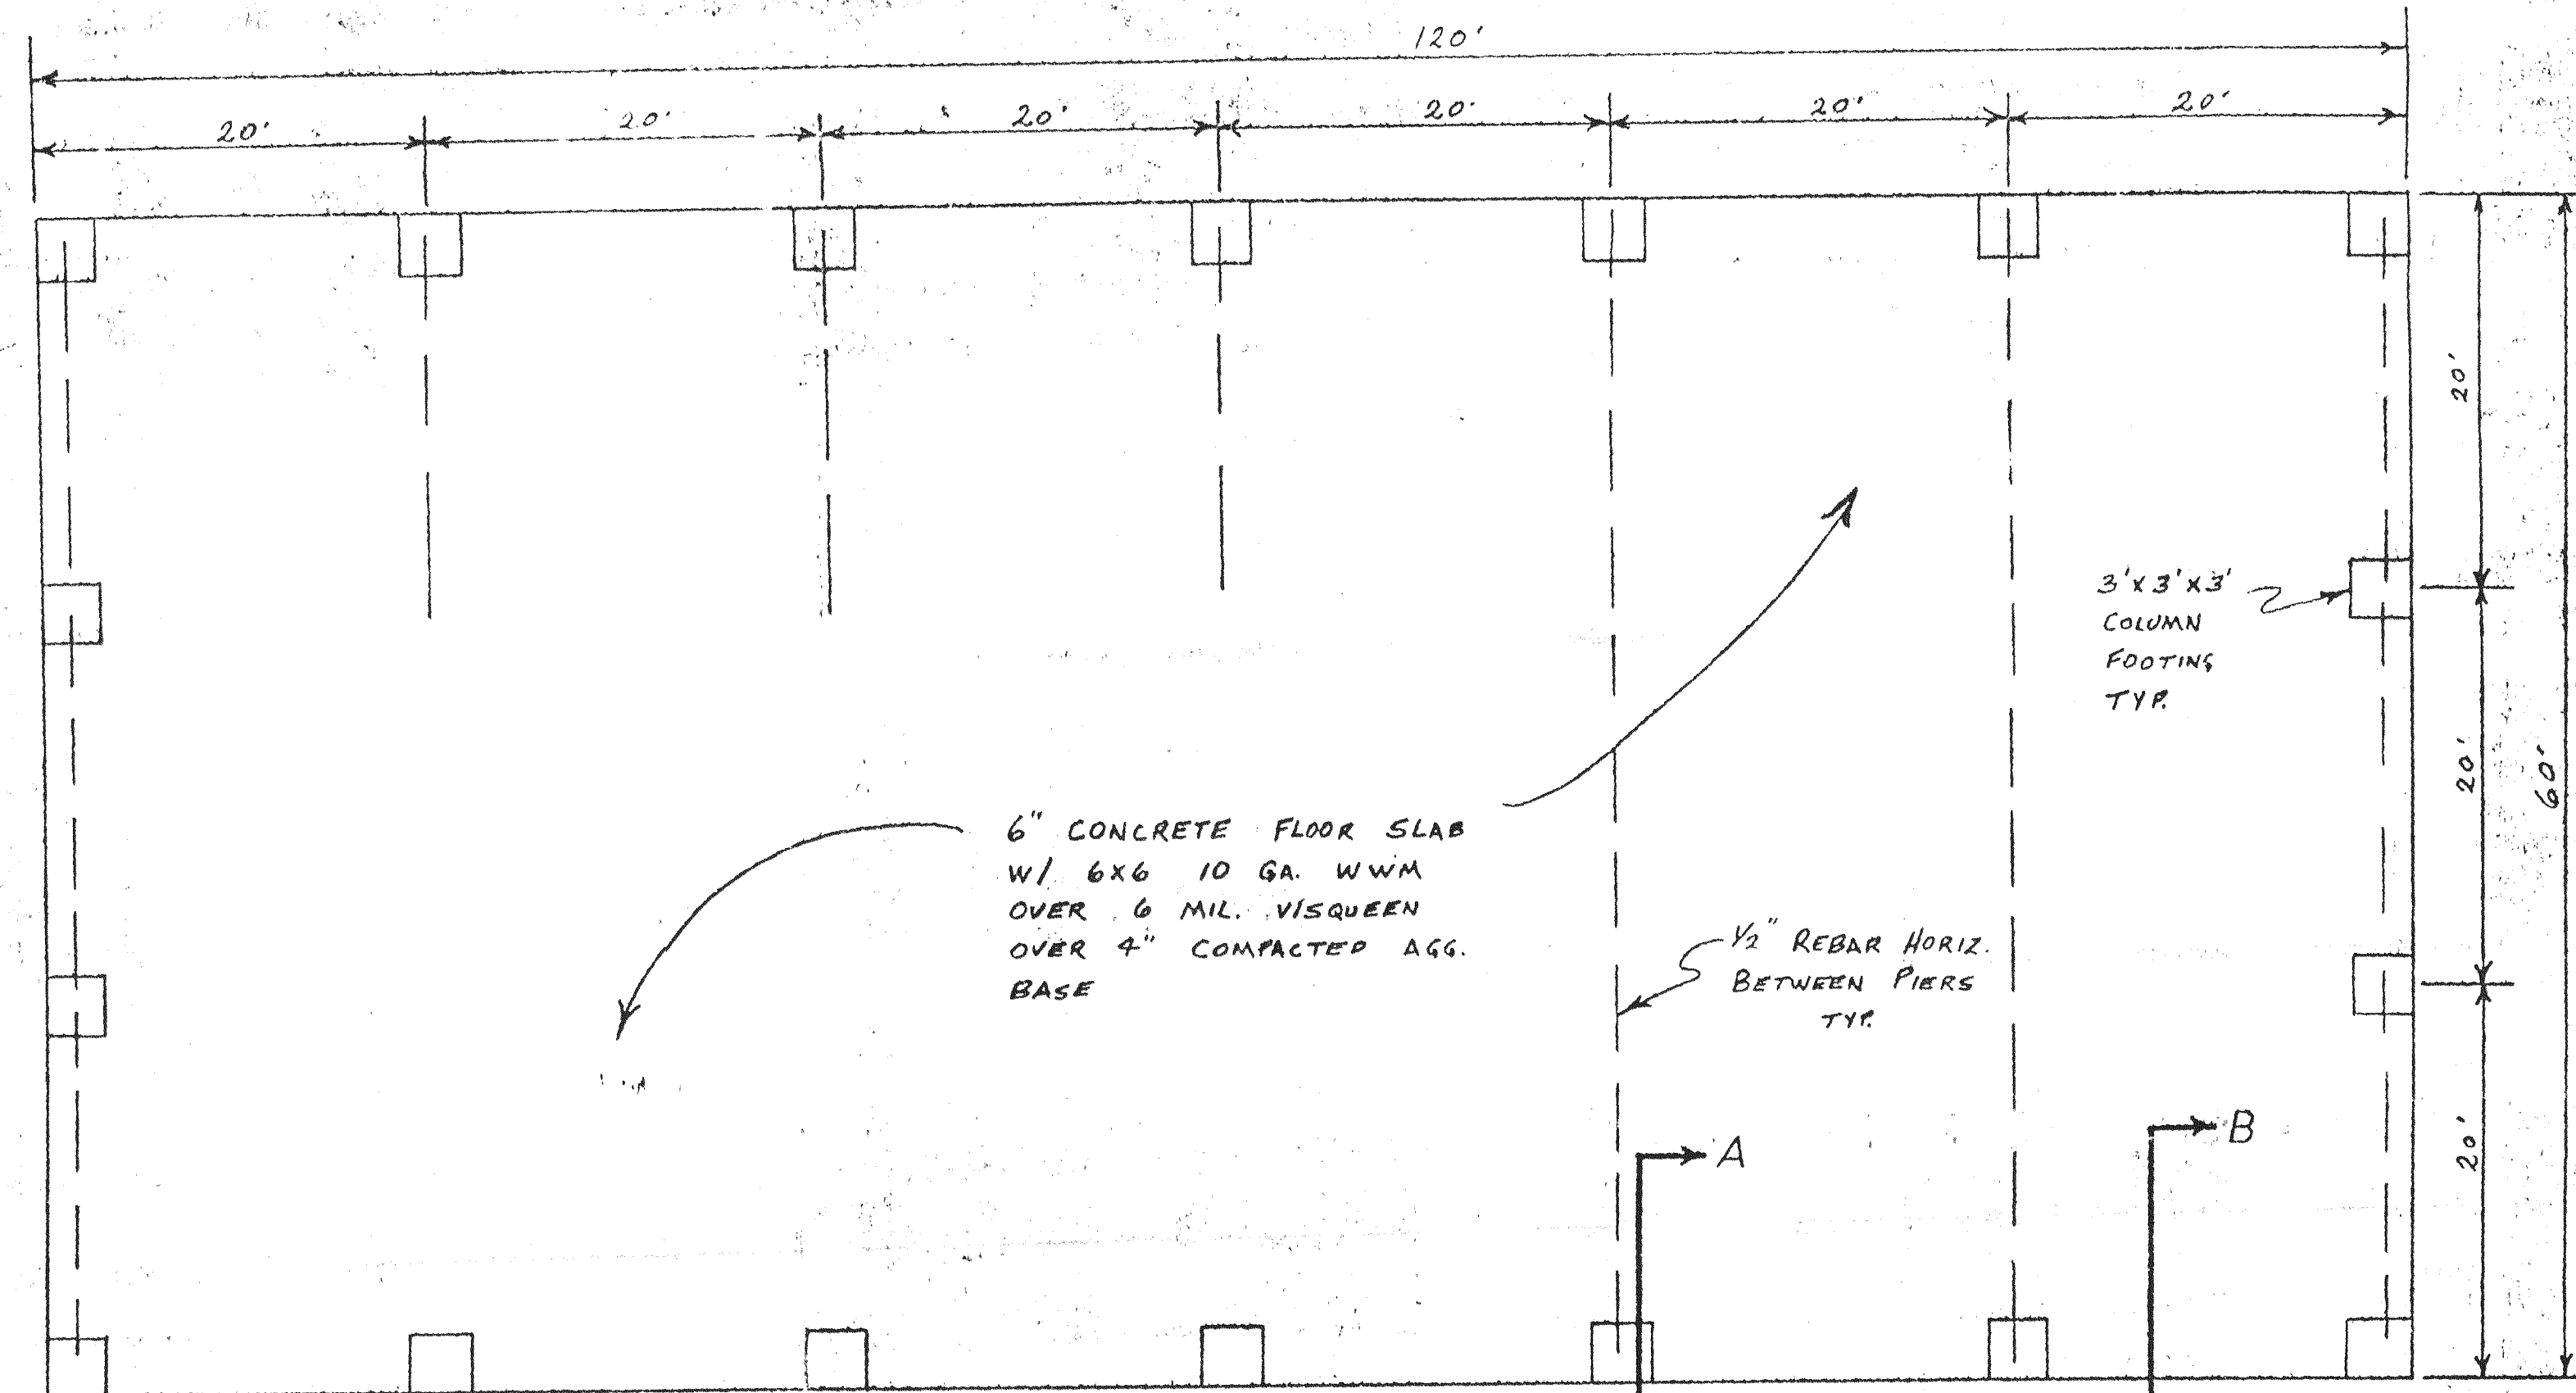 120'
20' 20' 20' 20' 20' 20'
20'
3'x3'x3'
COLUMN
FOOTING
TYP.
20'
60'
6" CONCRETE FLOOR SLAB
W/ 6x6 10 GA. WWM
OVER 6 MIL. VISQUEEN
OVER 4" COMPACTED AGG.
BASE
1/2" REBAR HORIZ.
BETWEEN PIERS
TYP.
A
B
20'